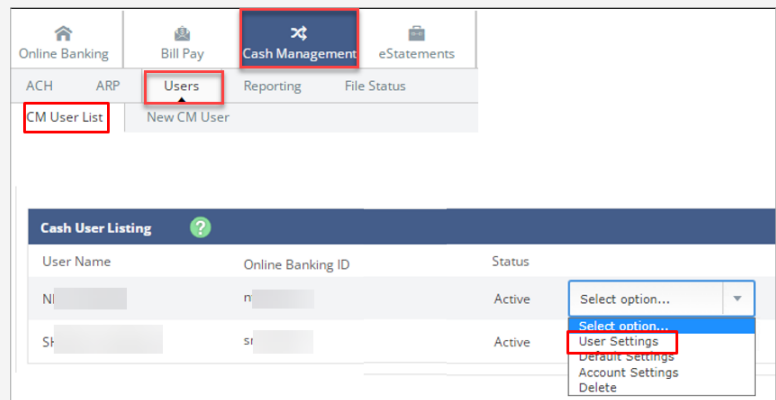 Online Banking Bill Pay Cash Management eStatements
ACH ARP Users Reporting File Status
CM User List New CM User
Cash User Listing ?
User Name Online Banking ID Status
Active Select option...
Select option...
User Settings
Active
Default Settings
Account Settings
Delete